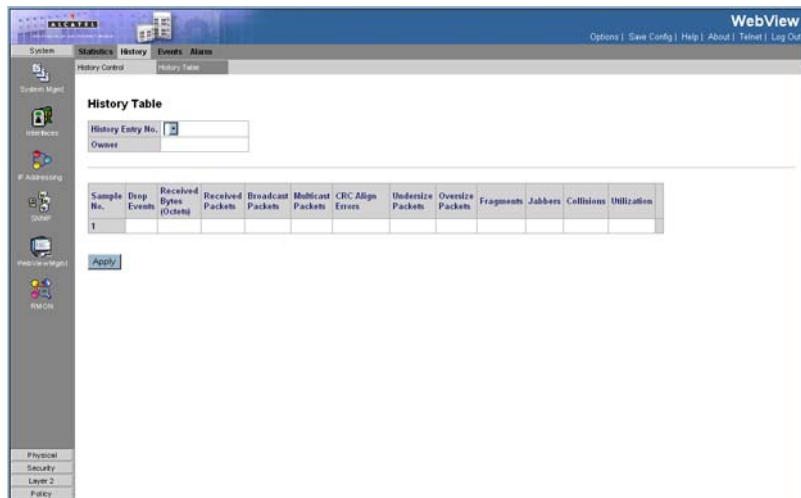 ALCATEL
WebView
Options | Save Config | Help | About | Telnet | Log Out
System
Statistics History Events Alarm
History Control History Table
System Mgmt
Interfaces
IP Addressing
SNMP
WebViewMgmt
RMON
History Table
History Entry No.
Owner
Sample No. Drop Events Received Bytes (Octets) Received Packets Broadcast Packets Multicast Packets CRC Align Errors Undersize Packets Oversize Packets Fragments Jabbers Collisions Utilization
1
Apply
Physical
Security
Layer 2
Policy